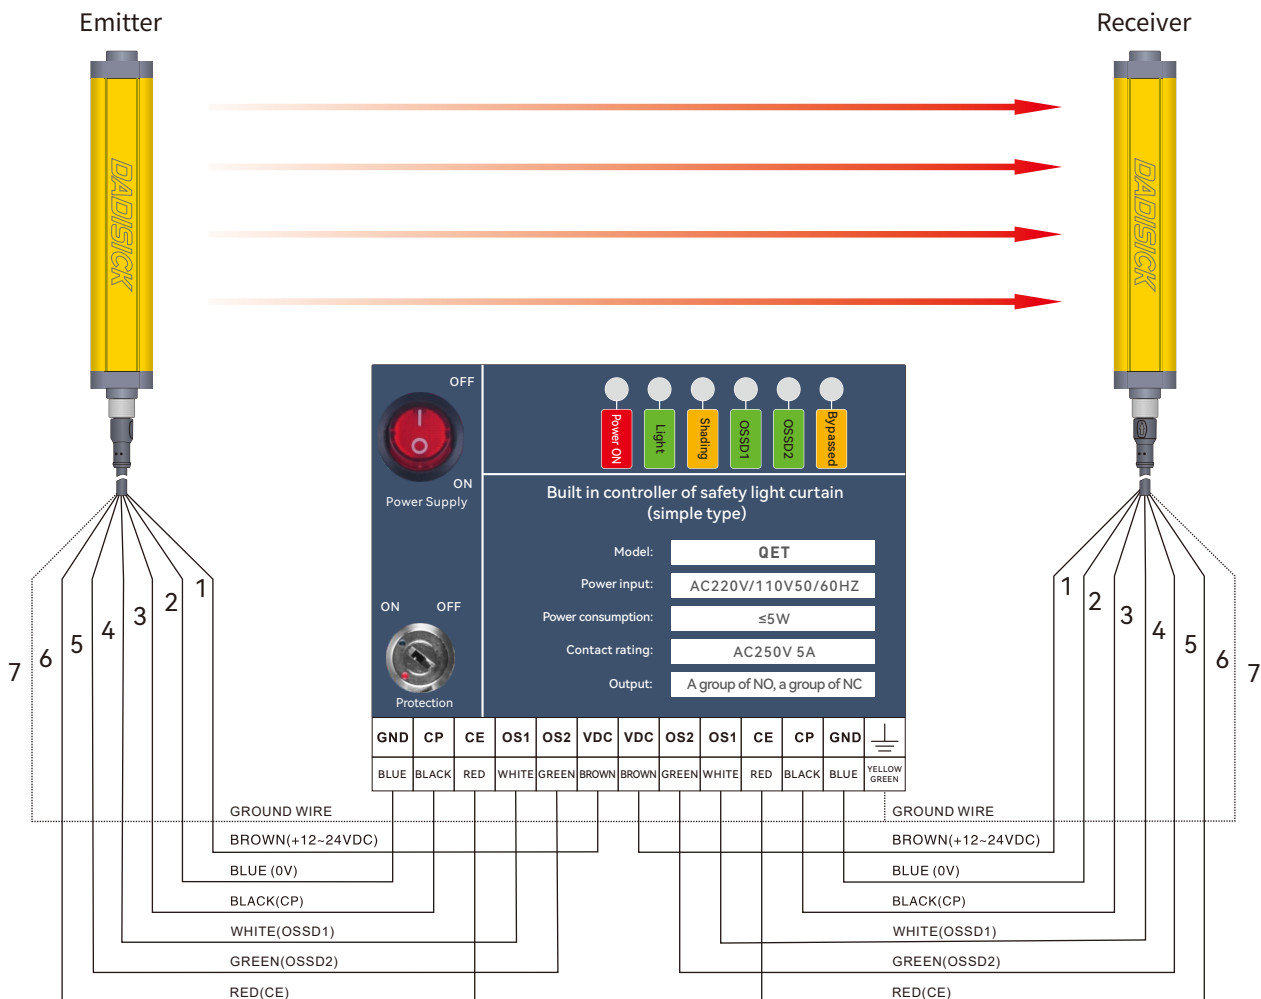 Emitter
Receiver
DADISICK
DADISICK
OFF
ON
Power Supply
Power ON
Light
Shading
OSSD1
OSSD2
Bypassed
Built in controller of safety light curtain
(simple type)
Model: QET
Power input: AC220V/110V50/60HZ
Power consumption: ≤5W
Contact rating: AC250V 5A
Output: A group of NO, a group of NC
ON OFF
Protection
GND CP CE OS1 OS2 VDC VDC OS2 OS1 CE CP GND
BLUE BLACK RED WHITE GREEN BROWN BROWN GREEN WHITE RED BLACK BLUE YELLOW GREEN
7 6 5 4 3 2 1
1 2 3 4 5 6 7
GROUND WIRE
BROWN(+12~24VDC)
BLUE (0V)
BLACK(CP)
WHITE(OSSD1)
GREEN(OSSD2)
RED(CE)
GROUND WIRE
BROWN(+12~24VDC)
BLUE (0V)
BLACK(CP)
WHITE(OSSD1)
GREEN(OSSD2)
RED(CE)